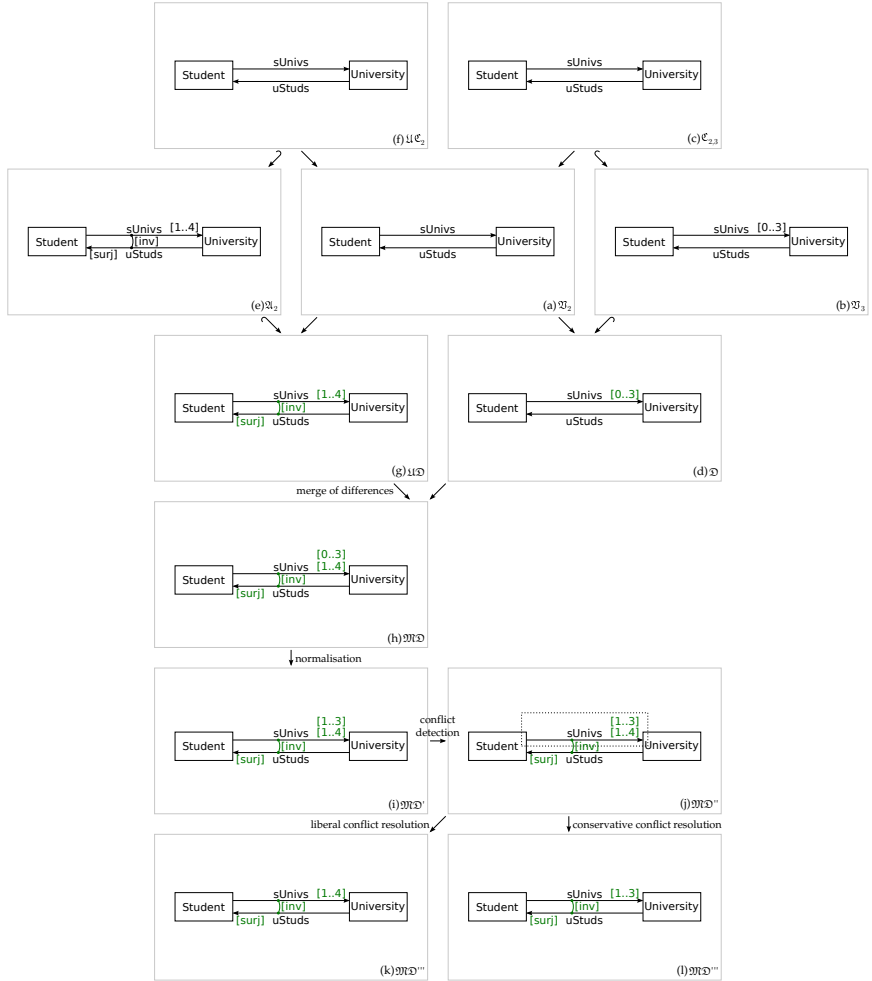 sUnivs
Student University
uStuds
(f) 𝔘ℭ₂
sUnivs
Student University
uStuds
(c) ℭ₂,₃
sUnivs [1..4]
Student [inv] University
[surj] uStuds
(e) 𝔄₂
sUnivs
Student University
uStuds
(a) 𝔙₂
sUnivs [0..3]
Student University
uStuds
(b) 𝔙₃
sUnivs [1..4]
Student [inv] University
[surj] uStuds
(g) 𝔘𝔇
sUnivs [0..3]
Student University
uStuds
(d) 𝔇
merge of differences
[0..3]
sUnivs [1..4]
Student [inv] University
[surj] uStuds
(h) 𝔐𝔇
normalisation
[1..3]
sUnivs [1..4]
Student [inv] University
[surj] uStuds
(i) 𝔐𝔇'
conflict
detection
[1..3]
sUnivs [1..4]
Student [inv] University
[surj] uStuds
(j) 𝔐𝔇''
liberal conflict resolution
conservative conflict resolution
sUnivs [1..4]
Student [inv] University
[surj] uStuds
(k) 𝔐𝔇'''
sUnivs [1..3]
Student [inv] University
[surj] uStuds
(l) 𝔐𝔇'''